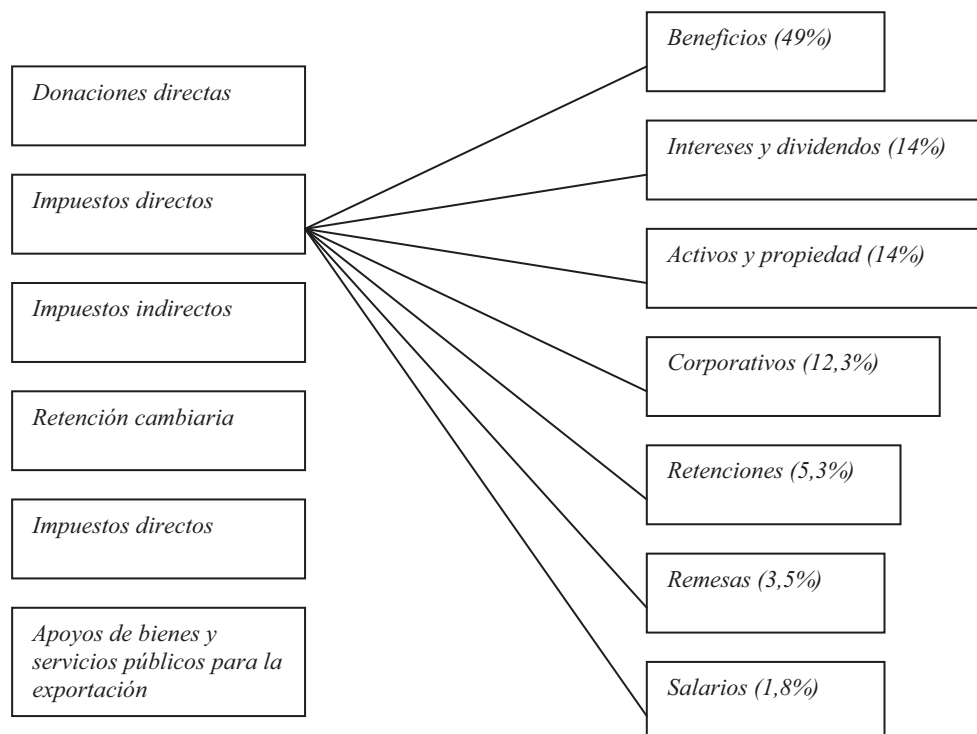 Donaciones directas
Impuestos directos
Impuestos indirectos
Retención cambiaria
Impuestos directos
Apoyos de bienes y
servicios públicos para la
exportación
Beneficios (49%)
Intereses y dividendos (14%)
Activos y propiedad (14%)
Corporativos (12,3%)
Retenciones (5,3%)
Remesas (3,5%)
Salarios (1,8%)